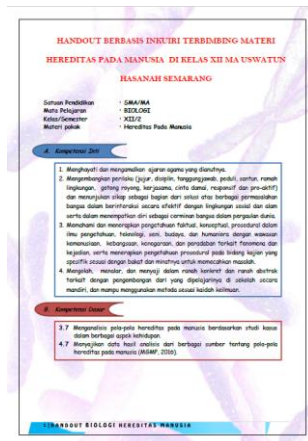 HANDOUT BERBASIS INKUIRI TERBIMBING MATERI
HEREDITAS PADA MANUSIA DI KELAS XII MA USWATUN
HASANAH SEMARANG
Satuan Pendidikan : SMA/MA
Mata Pelajaran : BIOLOGI
Kelas/Semester : XII/2
Materi pokok : Hereditas Pada Manusia
A. Kompetensi Inti
1. Menghayati dan mengamalkan ajaran agama yang dianutnya.
2. Mengembangkan perilaku (jujur, disiplin, tanggungjawab, peduli, santun, ramah
lingkungan, gotong royong, kerjasama, cinta damai, responsif dan pro-aktif)
dan menunjukan sikap sebagai bagian dari solusi atas berbagai permasalahan
bangsa dalam berinteraksi secara efektif dengan lingkungan sosial dan alam
serta dalam menempatkan diri sebagai cerminan bangsa dalam pergaulan dunia.
3. Memahami dan menerapkan pengetahuan faktual, konseptual, prosedural dalam
ilmu pengetahuan, teknologi, seni, budaya, dan humaniora dengan wawasan
kemanusiaan, kebangsaan, kenegaraan, dan peradaban terkait fenomena dan
kejadian, serta menerapkan pengetahuan prosedural pada bidang kajian yang
spesifik sesuai dengan bakat dan minatnya untuk memecahkan masalah.
4. Mengolah, menalar, dan menyaji dalam ranah konkret dan ranah abstrak
terkait dengan pengembangan dari yang dipelajarinya di sekolah secara
mandiri, dan mampu menggunakan metoda sesuai kaidah keilmuan.
B. Kompetensi Dasar
3.7 Menganalisis pola-pola hereditas pada manusia berdasarkan studi kasus
dalam berbagai aspek kehidupan.
4.7 Menyajikan data hasil analisis dari berbagai sumber tentang pola-pola
hereditas pada manusia (MGMP, 2016).
HANDOUT BIOLOGI HEREDITAS MANUSIA